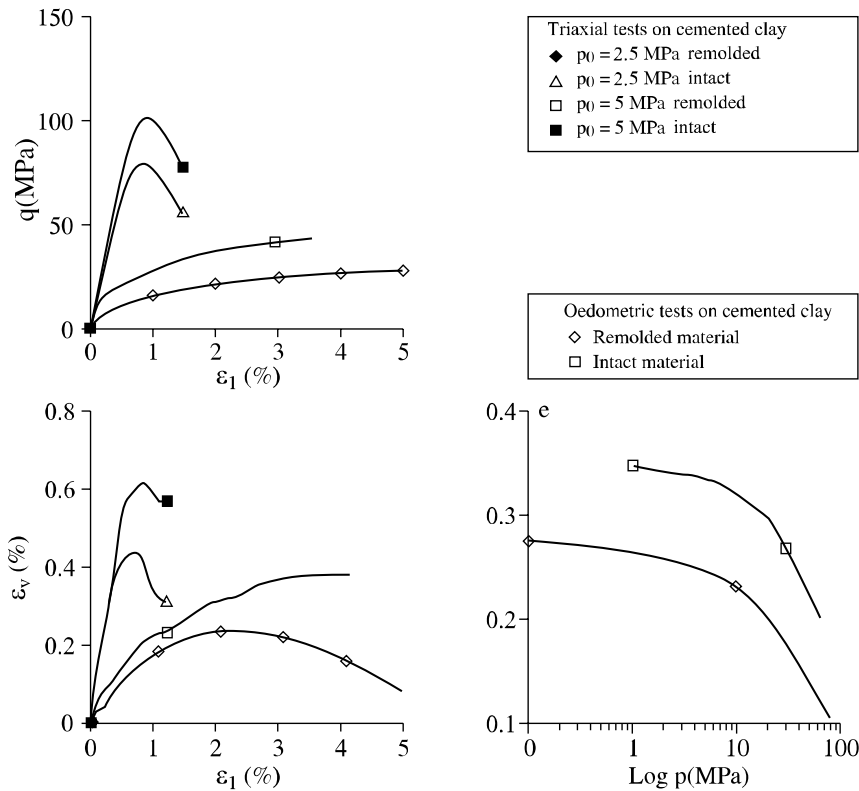 150
100
50
0
q(MPa)
0 1 2 3 4 5
ε1 (%)
Triaxial tests on cemented clay
p0 = 2.5 MPa remolded
p0 = 2.5 MPa intact
p0 = 5 MPa remolded
p0 = 5 MPa intact
Oedometric tests on cemented clay
Remolded material
Intact material
0.8
0.6
0.4
0.2
0
εv (%)
0 1 2 3 4 5
ε1 (%)
0.4 e
0.3
0.2
0.1
0 1 10 100
Log p(MPa)